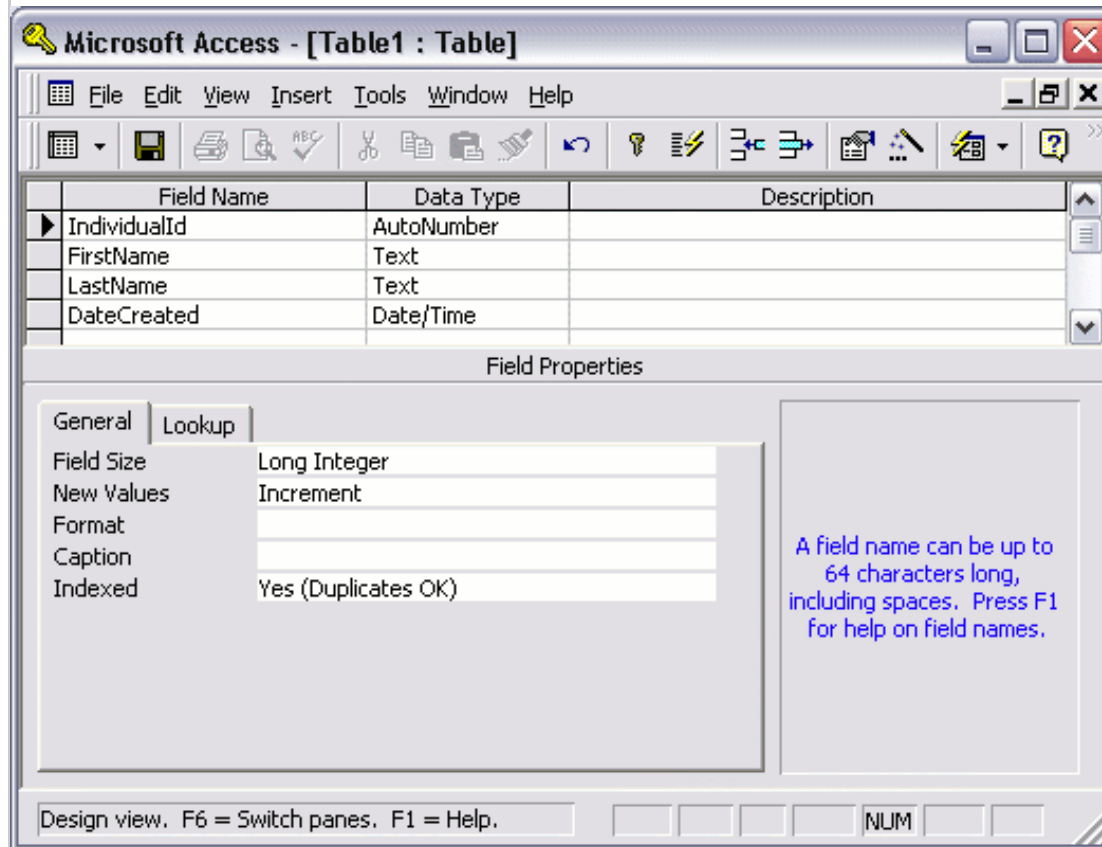 Microsoft Access - [Table1 : Table]
File Edit View Insert Tools Window Help
ABC
Field Name Data Type Description
IndividualId AutoNumber
FirstName Text
LastName Text
DateCreated Date/Time
Field Properties
General Lookup
Field Size Long Integer
New Values Increment
Format
Caption
Indexed Yes (Duplicates OK)
A field name can be up to
64 characters long,
including spaces. Press F1
for help on field names.
Design view. F6 = Switch panes. F1 = Help. NUM